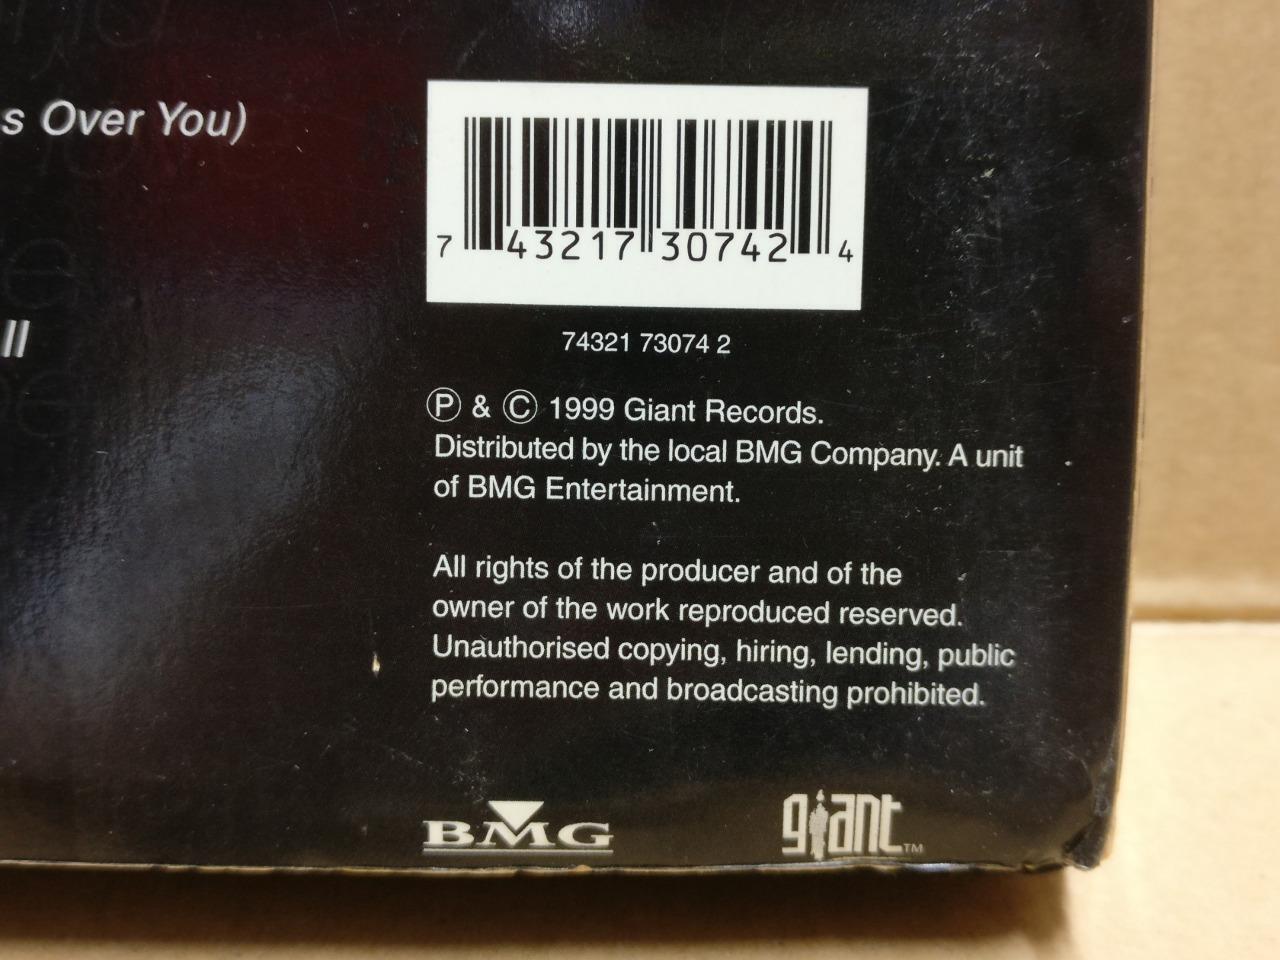 s Over You)
ll
7 43217 30742 4
74321 73074 2
Ⓟ & © 1999 Giant Records.
Distributed by the local BMG Company. A unit
of BMG Entertainment.
All rights of the producer and of the
owner of the work reproduced reserved.
Unauthorised copying, hiring, lending, public
performance and broadcasting prohibited.
BMG
giant™